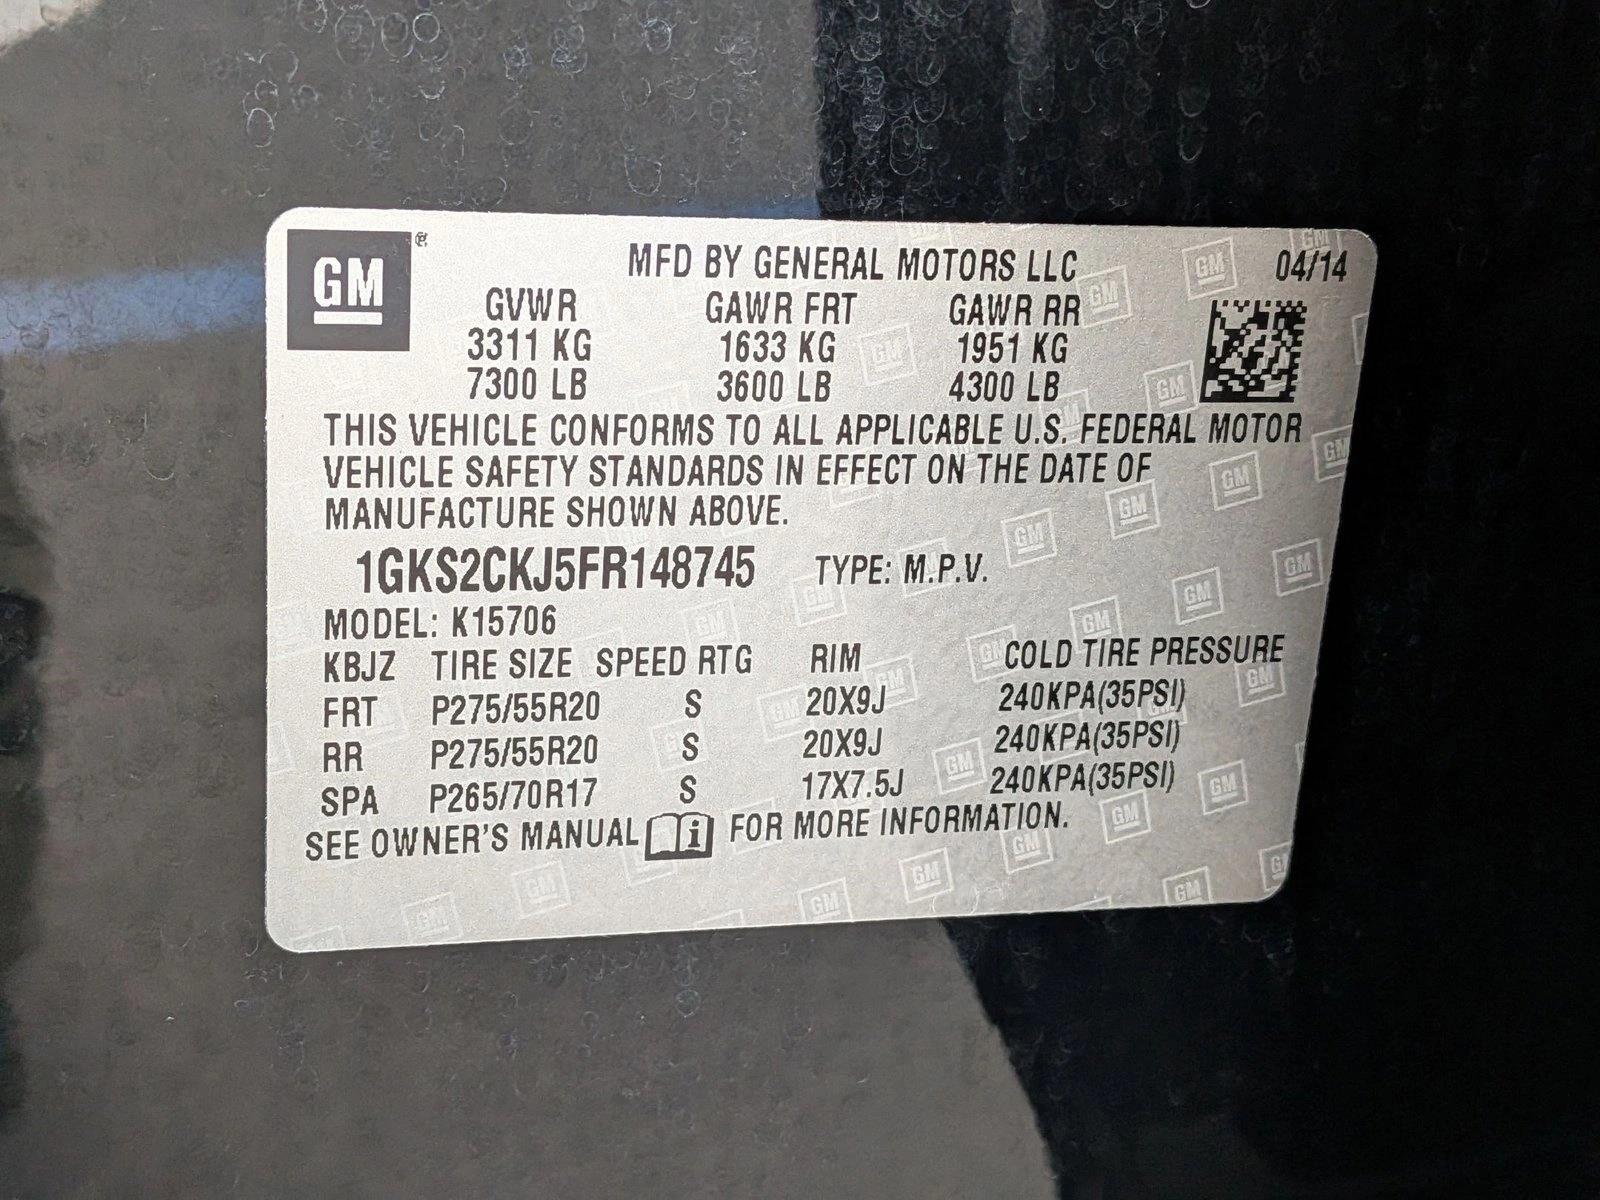 GM ®
MFD BY GENERAL MOTORS LLC 04/14
GVWR GAWR FRT GAWR RR
3311 KG 1633 KG 1951 KG
7300 LB 3600 LB 4300 LB
THIS VEHICLE CONFORMS TO ALL APPLICABLE U.S. FEDERAL MOTOR
VEHICLE SAFETY STANDARDS IN EFFECT ON THE DATE OF
MANUFACTURE SHOWN ABOVE.
1GKS2CKJ5FR148745 TYPE: M.P.V.
MODEL: K15706
KBJZ TIRE SIZE SPEED RTG RIM COLD TIRE PRESSURE
FRT P275/55R20 S 20X9J 240KPA(35PSI)
RR P275/55R20 S 20X9J 240KPA(35PSI)
SPA P265/70R17 S 17X7.5J 240KPA(35PSI)
SEE OWNER'S MANUAL i FOR MORE INFORMATION.